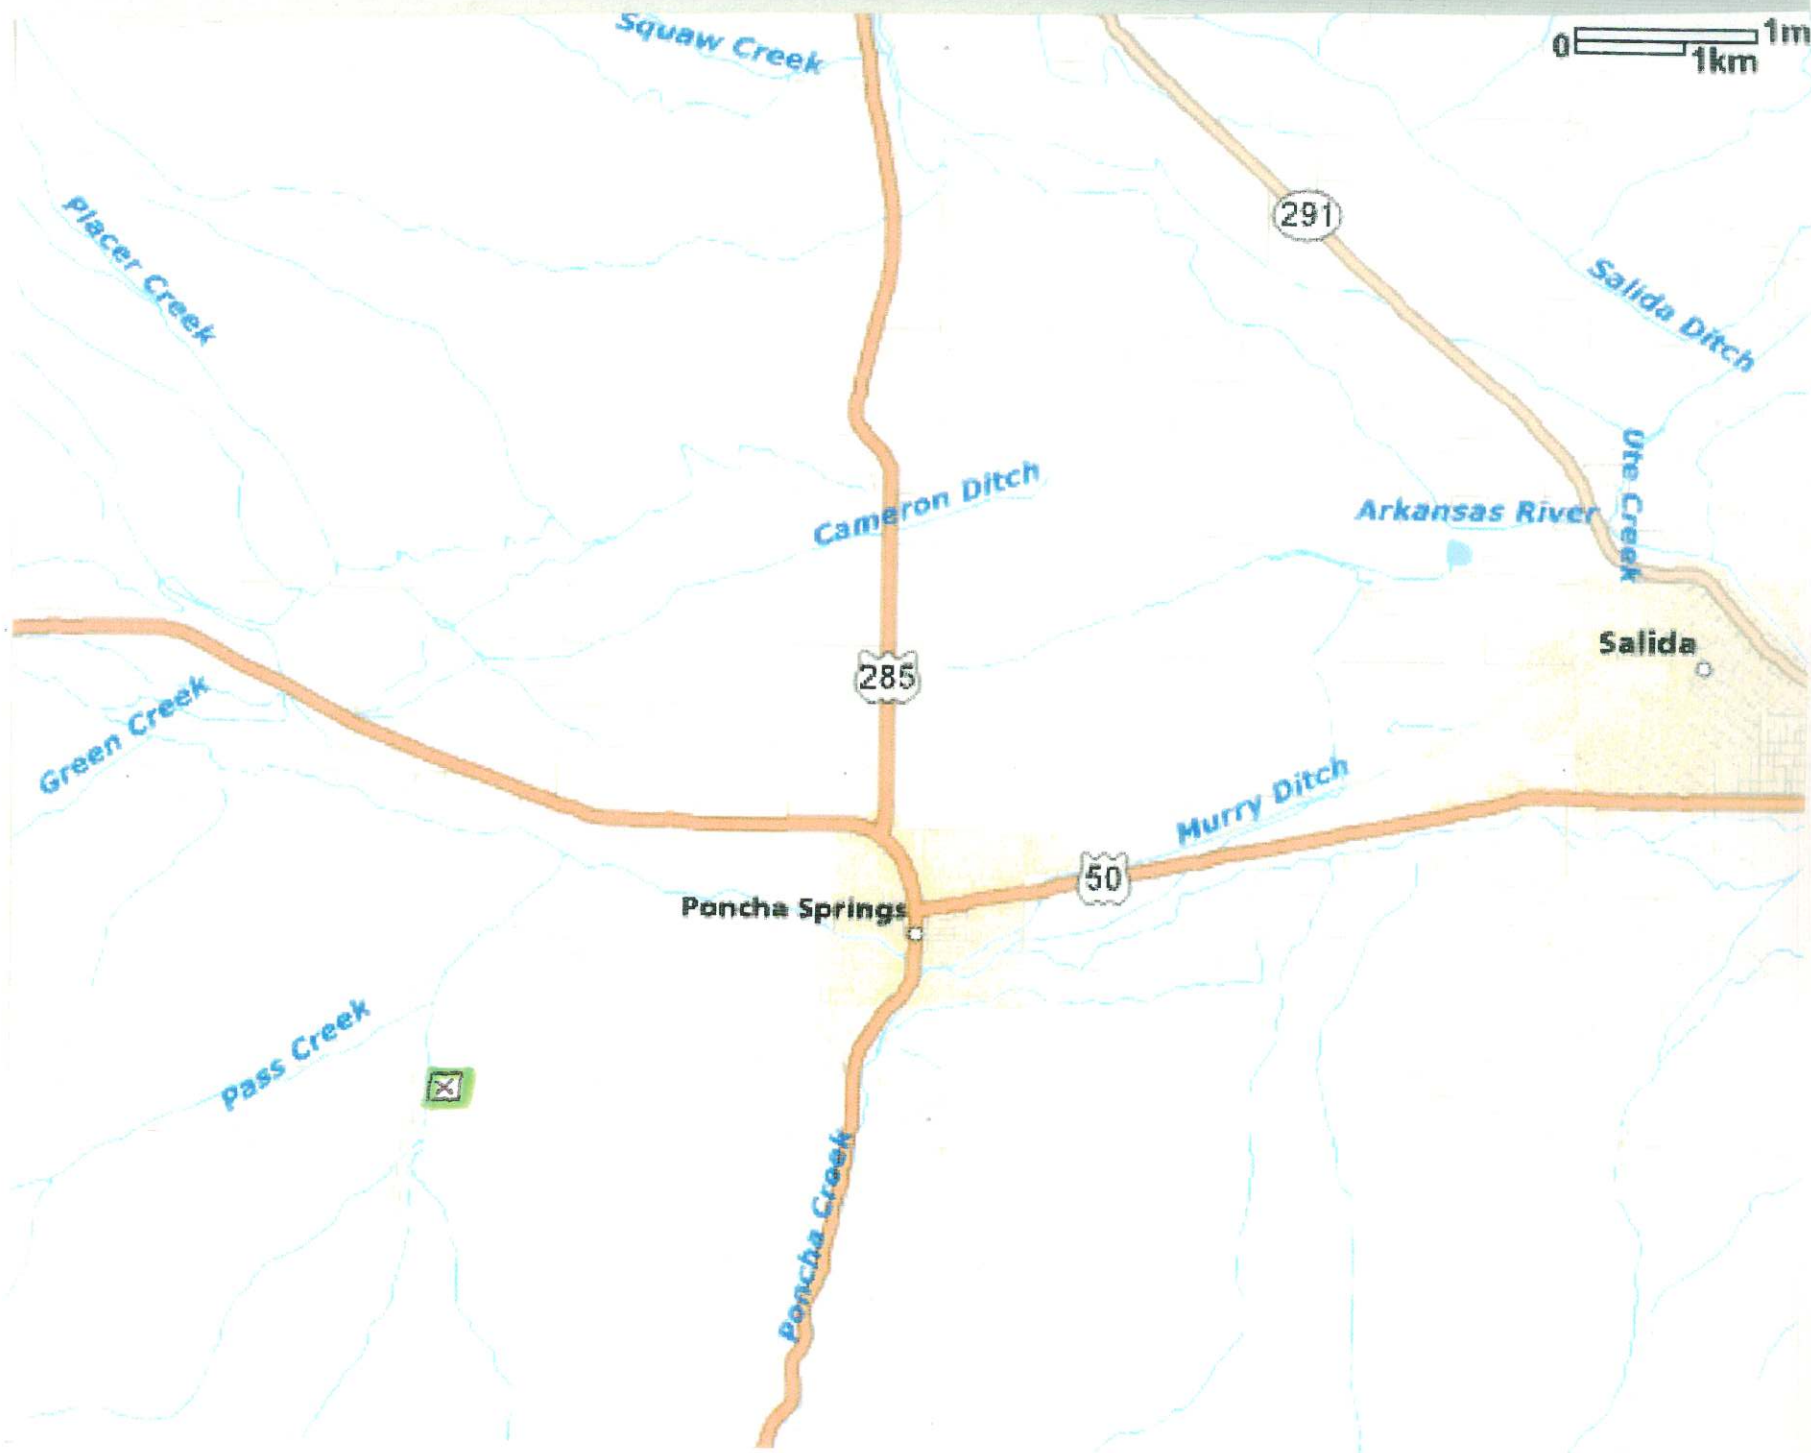 Squaw Creek
0 1m
1km
291
Placer Creek
Salida Ditch
Ute Creek
Cameron Ditch
Arkansas River
Salida
285
Green Creek
Murry Ditch
50
Poncha Springs
Pass Creek
X
Poncha Creek